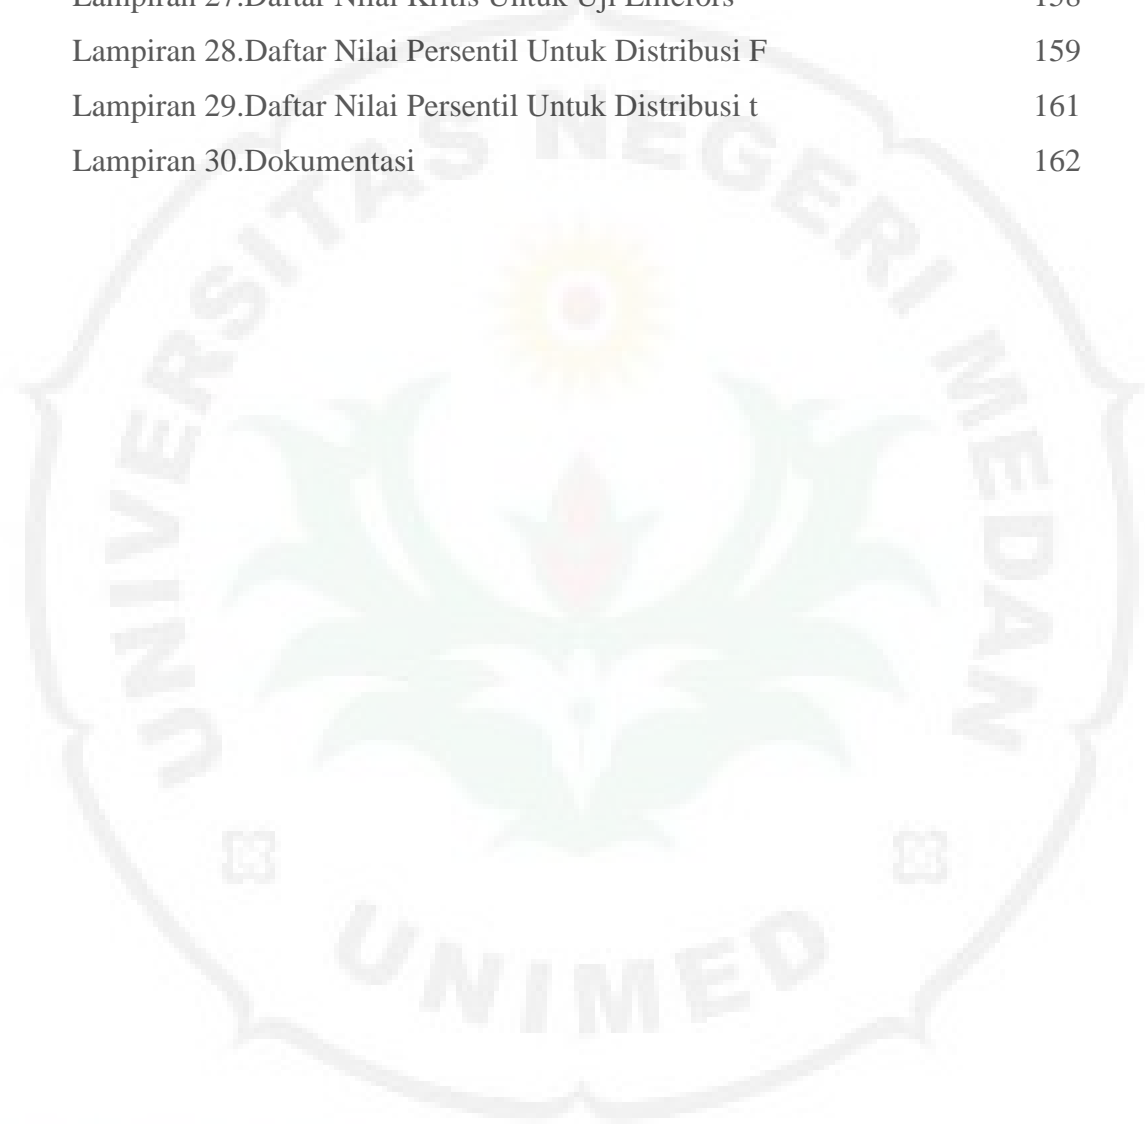 Lampiran 27.Daftar Nilai Kritis Untuk Uji
Lampiran 28.Daftar Nilai Persentil Untuk Distribusi F 159
Lampiran 29.Daftar Nilai Persentil Untuk Distribusi t 161
Lampiran 30.Dokumentasi 162
UNIVERSITAS NEGERI MEDAN
UNIMED